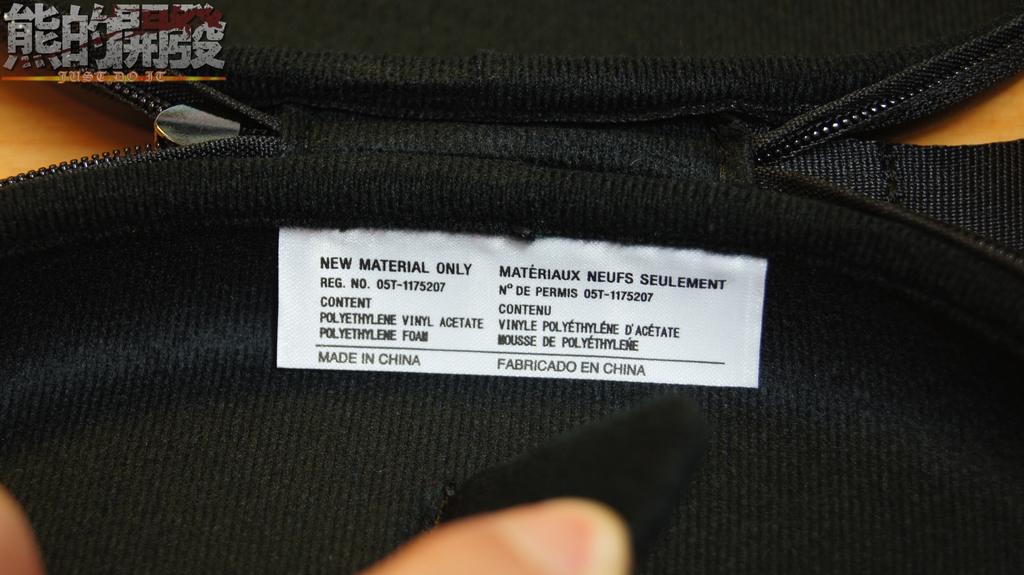 熊的開發
JUST DO IT
NEW MATERIAL ONLY
REG. NO. 05T-1175207
CONTENT
POLYETHYLENE VINYL ACETATE
POLYETHYLENE FOAM
MADE IN CHINA
MATÉRIAUX NEUFS SEULEMENT
Nº DE PERMIS 05T-1175207
CONTENU
VINYLE POLYÉTHYLÉNE D'ACÉTATE
MOUSSE DE POLYÉTHYLÉNE
FABRICADO EN CHINA